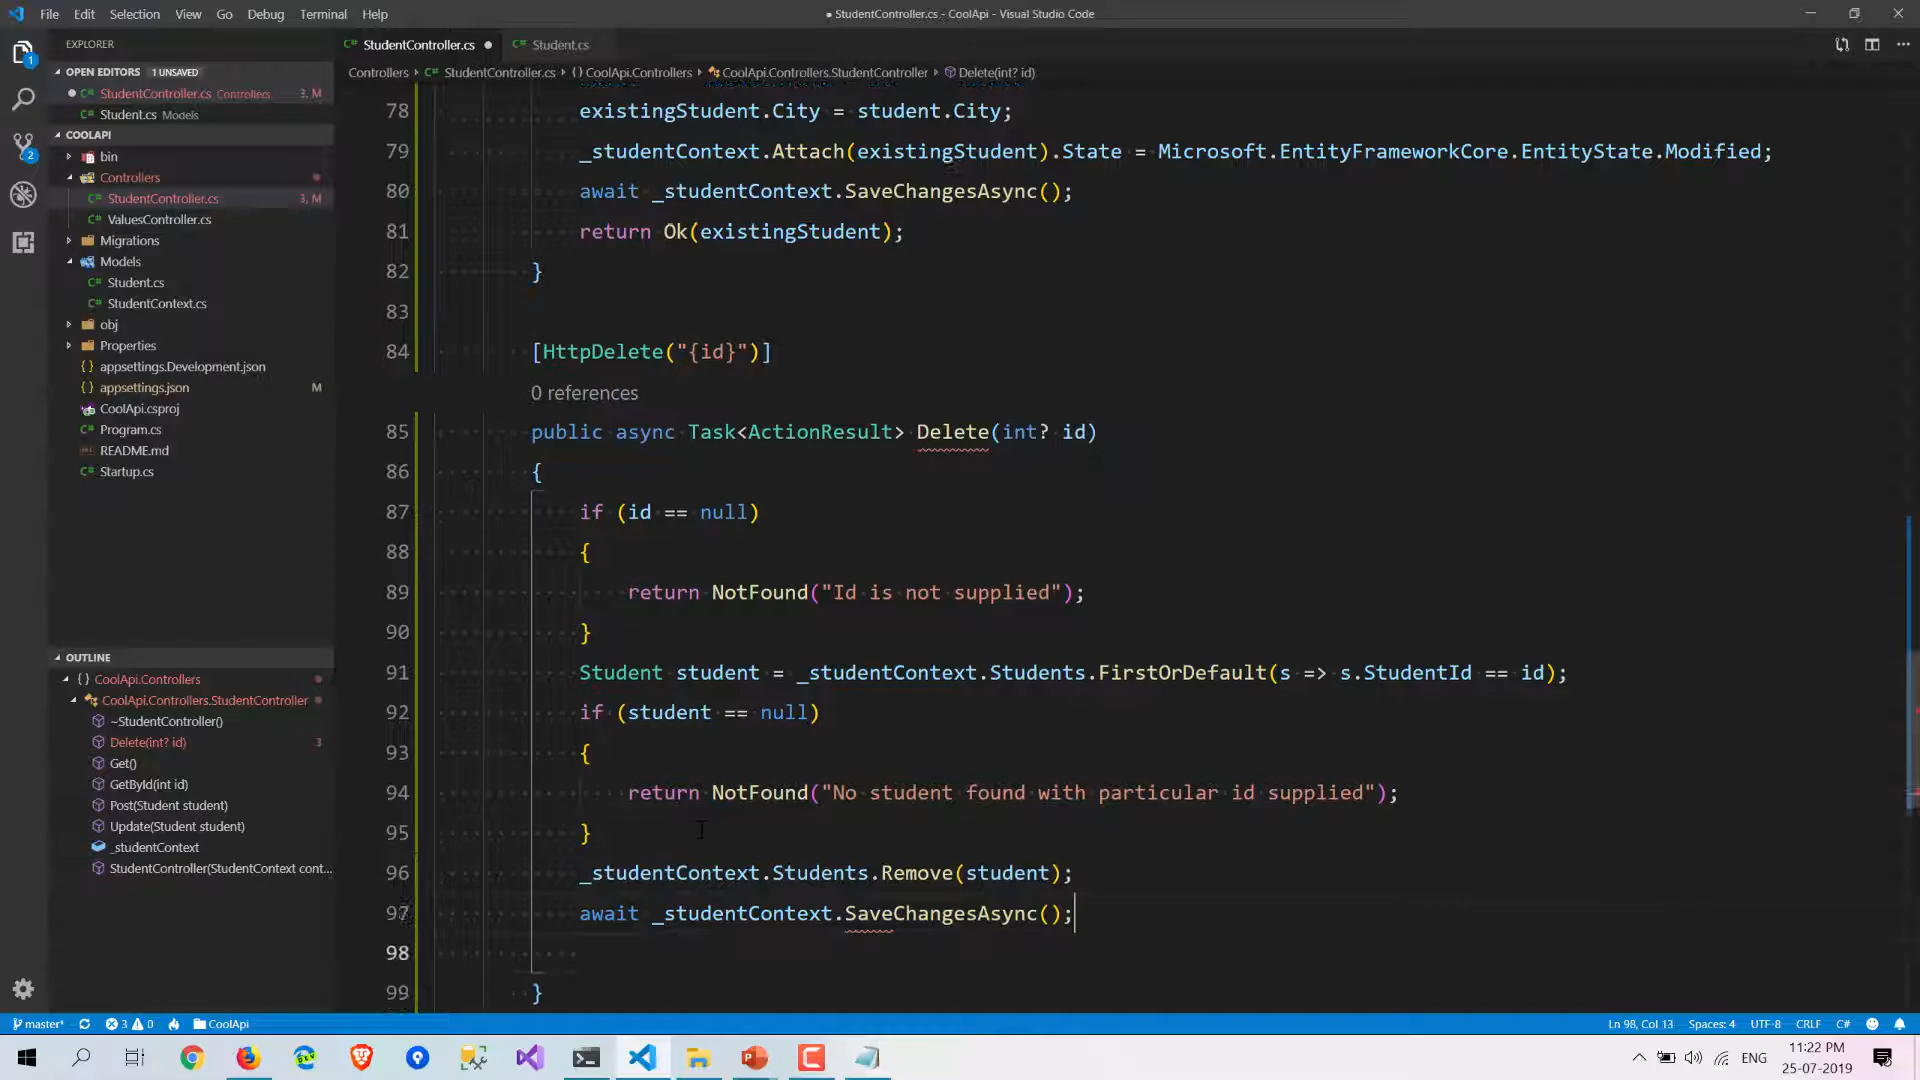 File Edit Selection View Go Debug Terminal Help
● StudentController.cs - CoolApi - Visual Studio Code
EXPLORER
OPEN EDITORS 1 UNSAVED
StudentController.cs Controllers 3, M
Student.cs Models
COOLAPI
bin
Controllers
StudentController.cs 3, M
ValuesController.cs
Migrations
Models
Student.cs
StudentContext.cs
obj
Properties
appsettings.Development.json
appsettings.json M
CoolApi.csproj
Program.cs
README.md
Startup.cs
OUTLINE
CoolApi.Controllers
CoolApi.Controllers.StudentController
~StudentController()
Delete(int? id) 3
Get()
GetById(int id)
Post(Student student)
Update(Student student)
_studentContext
StudentController(StudentContext cont...
StudentController.cs Student.cs
Controllers StudentController.cs CoolApi.Controllers CoolApi.Controllers.StudentController Delete(int? id)
78 existingStudent.City = student.City;
79 _studentContext.Attach(existingStudent).State = Microsoft.EntityFrameworkCore.EntityState.Modified;
80 await _studentContext.SaveChangesAsync();
81 return Ok(existingStudent);
82 }
83
84 [HttpDelete("{id}")]
0 references
85 public async Task<ActionResult> Delete(int? id)
86 {
87 if (id == null)
88 {
89 return NotFound("Id is not supplied");
90 }
91 Student student = _studentContext.Students.FirstOrDefault(s => s.StudentId == id);
92 if (student == null)
93 {
94 return NotFound("No student found with particular id supplied");
95 }
96 _studentContext.Students.Remove(student);
97 await _studentContext.SaveChangesAsync();
98
99 }
master* 3 0 CoolApi
Ln 98, Col 13 Spaces: 4 UTF-8 CRLF C#
ENG
11:22 PM
25-07-2019